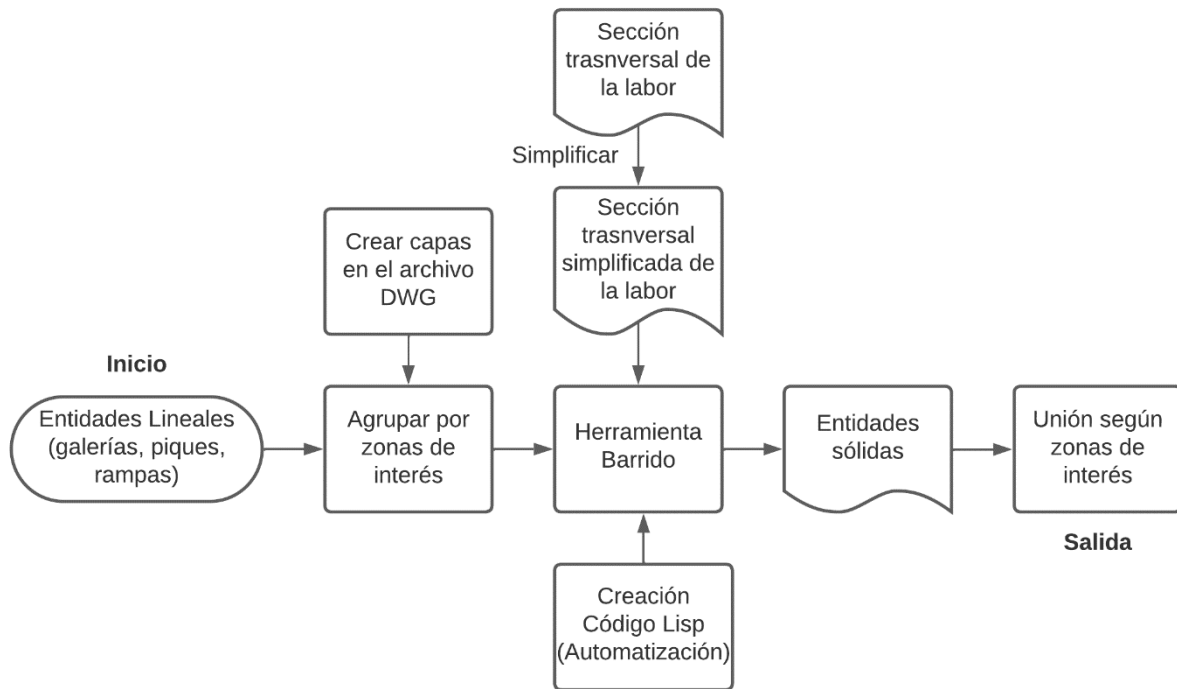 Sección
trasnversal de
la labor
Simplificar
Sección
trasnversal
simplificada de
la labor
Crear capas
en el archivo
DWG
Inicio
Entidades Lineales
(galerías, piques,
rampas)
Agrupar por
zonas de
interés
Herramienta
Barrido
Entidades
sólidas
Unión según
zonas de
interés
Salida
Creación
Código Lisp
(Automatización)